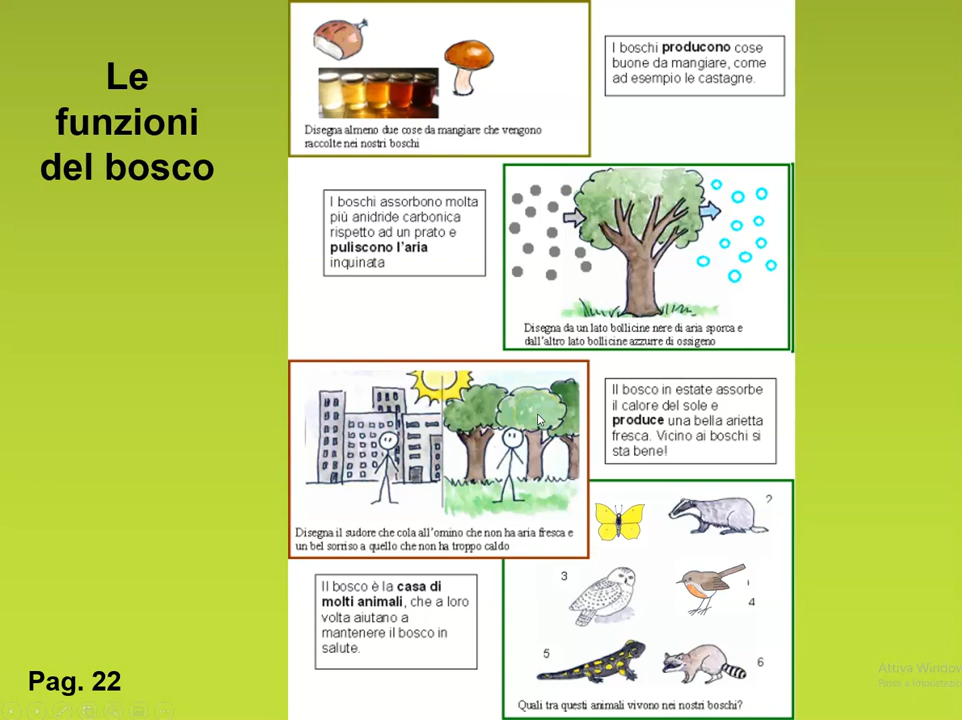 Le
funzioni
del bosco
I boschi producono cose
buone da mangiare, come
ad esempio le castagne.
Disegna almeno due cose da mangiare che vengono
raccolte nei nostri boschi
I boschi assorbono molta
più anidride carbonica
rispetto ad un prato e
puliscono l'aria
inquinata
Disegna da un lato bollicine nere di aria sporca e
dall'altro lato bollicine azzurre di ossigeno
Il bosco in estate assorbe
il calore del sole e
produce una bella arietta
fresca. Vicino ai boschi si
sta bene!
Disegna il sudore che cola all'omino che non ha aria fresca e
un bel sorriso a quello che non ha troppo caldo
2
3
4
5
6
Quali tra questi animali vivono nei nostri boschi?
Il bosco è la casa di
molti animali, che a loro
volta aiutano a
mantenere il bosco in
salute.
Pag. 22
Attiva Window